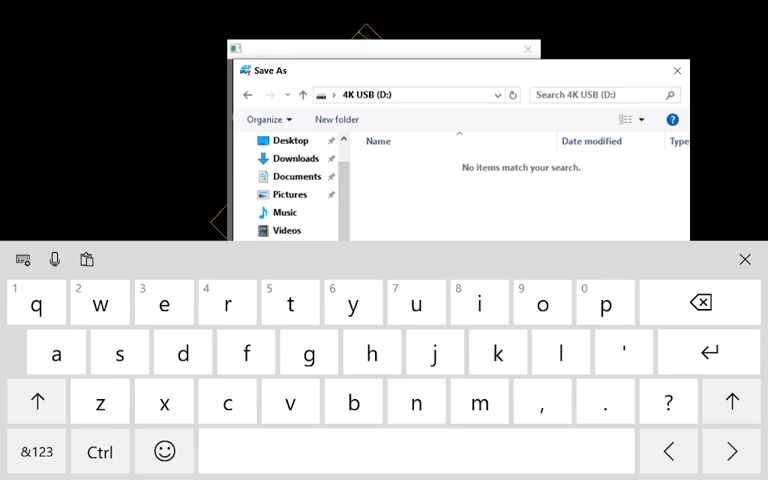 Save As
4K USB (D:)
Search 4K USB (D:)
Organize
New folder
?
Desktop
Name
Date modified
Type
Downloads
No items match your search.
Documents
Pictures
Music
Videos
1 2 3 4 5 6 7 8 9 0
q w e r t y u i o p
a s d f g h j k l '
z x c v b n m , . ?
&123 Ctrl